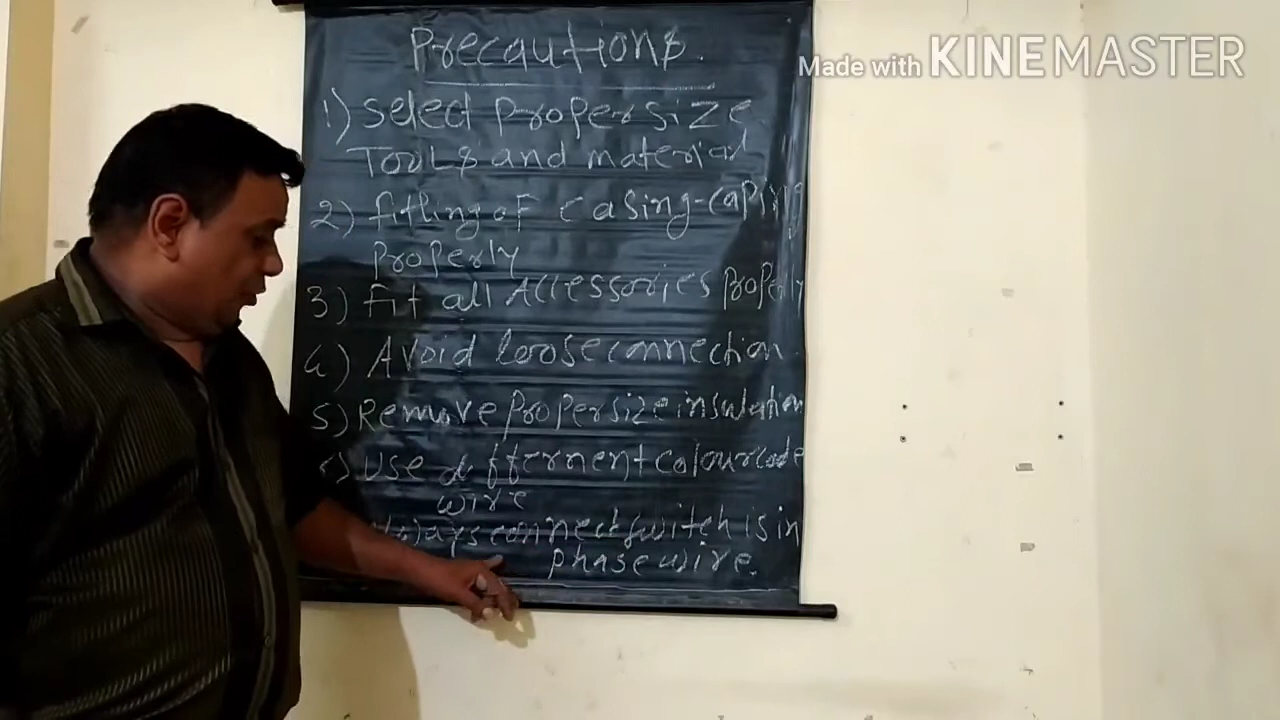 Precautions.
Made with KINEMASTER
1) Select proper size
Tools and material
2) fitting of casing-caping
properly
3) Fit all Accessories properly
4) Avoid loose connection.
5) Remove proper size insulation
6) Use differnent colour code
wire
Always connect switch is in
phase wire.